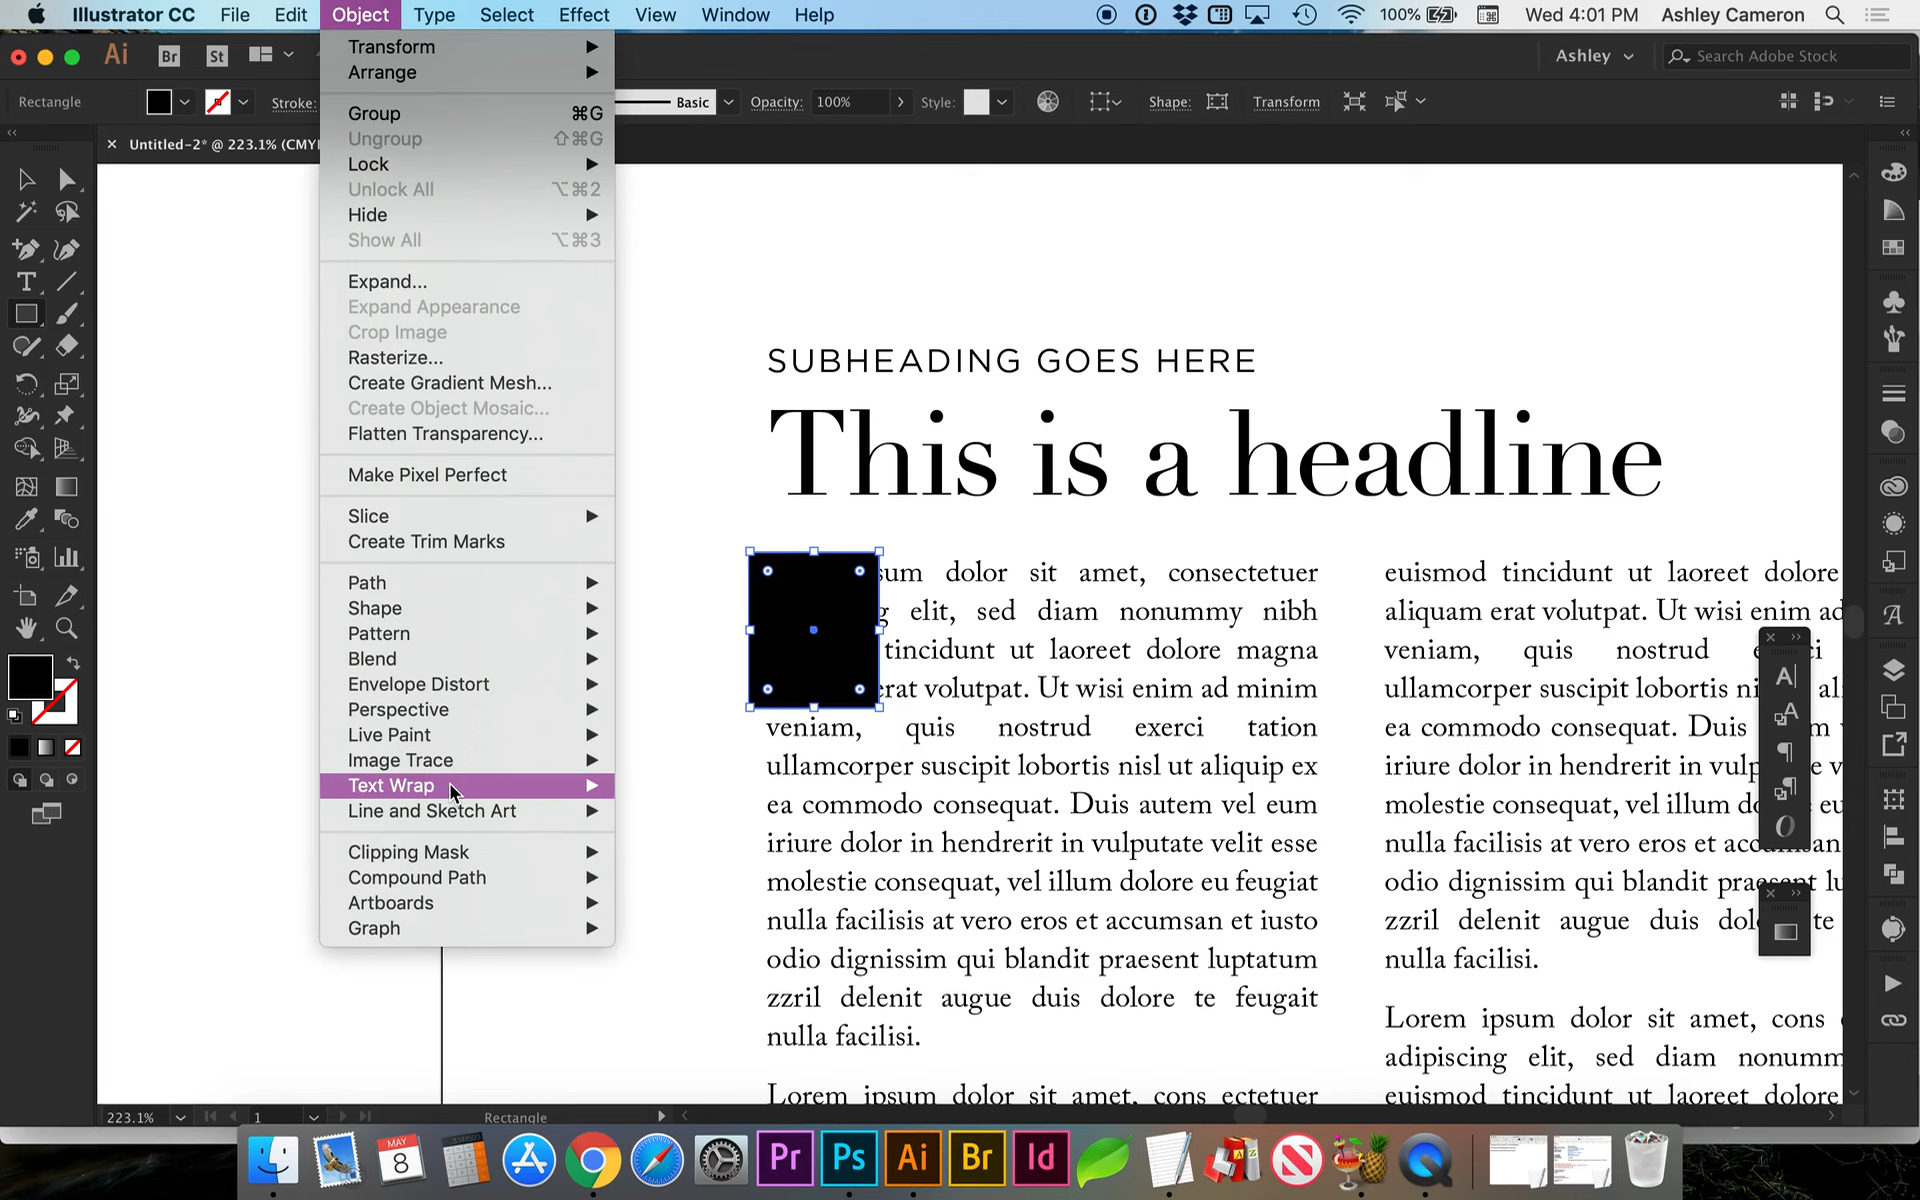 Illustrator CC File Edit Object Type Select Effect View Window Help 100% Wed 4:01 PM Ashley Cameron
Ai Br St Ashley Search Adobe Stock
Rectangle Stroke: Basic Opacity: 100% Style: Shape: Transform
× Untitled-2* @ 223.1% (CMY
Transform
Arrange
Group ⌘G
Ungroup ⇧⌘G
Lock
Unlock All ⌥⌘2
Hide
Show All ⌥⌘3
Expand...
Expand Appearance
Crop Image
Rasterize...
Create Gradient Mesh...
Create Object Mosaic...
Flatten Transparency...
Make Pixel Perfect
Slice
Create Trim Marks
Path
Shape
Pattern
Blend
Envelope Distort
Perspective
Live Paint
Image Trace
Text Wrap
Line and Sketch Art
Clipping Mask
Compound Path
Artboards
Graph
SUBHEADING GOES HERE
This is a headline
sum dolor sit amet, consectetuer
elit, sed diam nonummy nibh
tincidunt ut laoreet dolore magna
erat volutpat. Ut wisi enim ad minim
veniam, quis nostrud exerci tation
ullamcorper suscipit lobortis nisl ut aliquip ex
ea commodo consequat. Duis autem vel eum
iriure dolor in hendrerit in vulputate velit esse
molestie consequat, vel illum dolore eu feugiat
nulla facilisis at vero eros et accumsan et iusto
odio dignissim qui blandit praesent luptatum
zzril delenit augue duis dolore te feugait
nulla facilisi.
Lorem ipsum dolor sit amet, cons ectetuer
euismod tincidunt ut laoreet dolore
aliquam erat volutpat. Ut wisi enim ad
veniam, quis nostrud
ullamcorper suscipit lobortis
ea commodo consequat. Duis
iriure dolor in hendrerit in
molestie consequat, vel illum
nulla facilisis at vero eros et
odio dignissim qui blandit
zzril delenit augue duis te
nulla facilisi.
Lorem ipsum dolor sit amet, cons
adipiscing elit, sed diam nonumm
euismod tincidunt ut laoreet dolore
223.1% 1 Rectangle
MAY
8
Pr Ps Ai Br Id